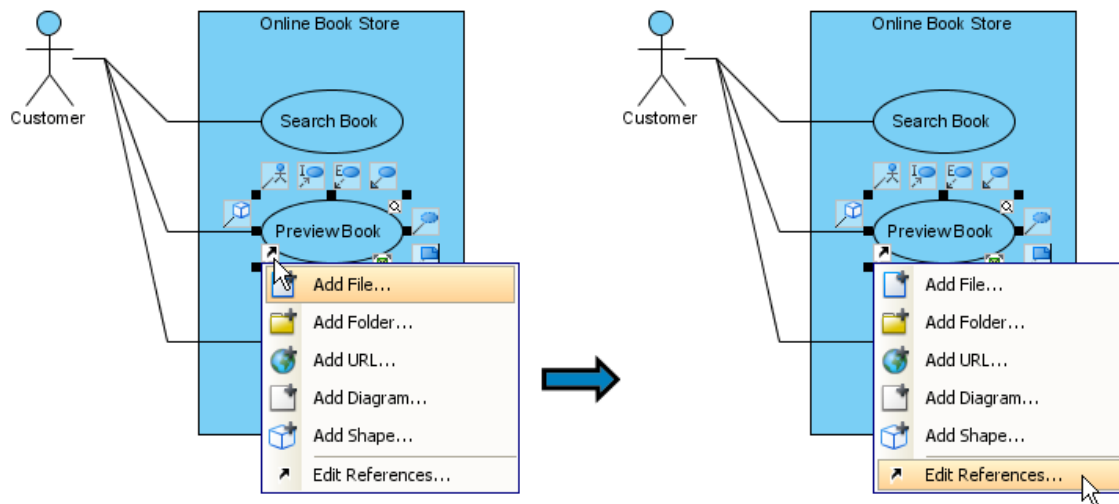 Online Book Store
Customer
Search Book
Preview Book
Add File...
Add Folder...
Add URL...
Add Diagram...
Add Shape...
Edit References...
Online Book Store
Customer
Search Book
Preview Book
Add File...
Add Folder...
Add URL...
Add Diagram...
Add Shape...
Edit References...